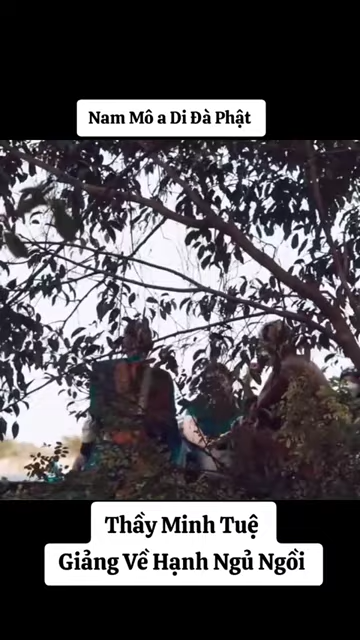 Nam Mô a Di Đà Phật
Thầy Minh Tuệ
Giảng Về Hạnh Ngủ Ngồi